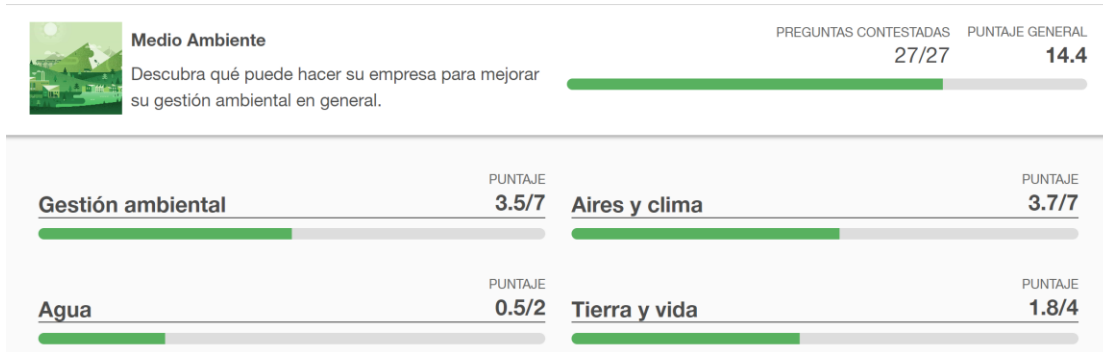 Medio Ambiente
Descubra qué puede hacer su empresa para mejorar
su gestión ambiental en general.
PREGUNTAS CONTESTADAS
27/27
PUNTAJE GENERAL
14.4
Gestión ambiental
PUNTAJE
3.5/7
Aires y clima
PUNTAJE
3.7/7
Agua
PUNTAJE
0.5/2
Tierra y vida
PUNTAJE
1.8/4